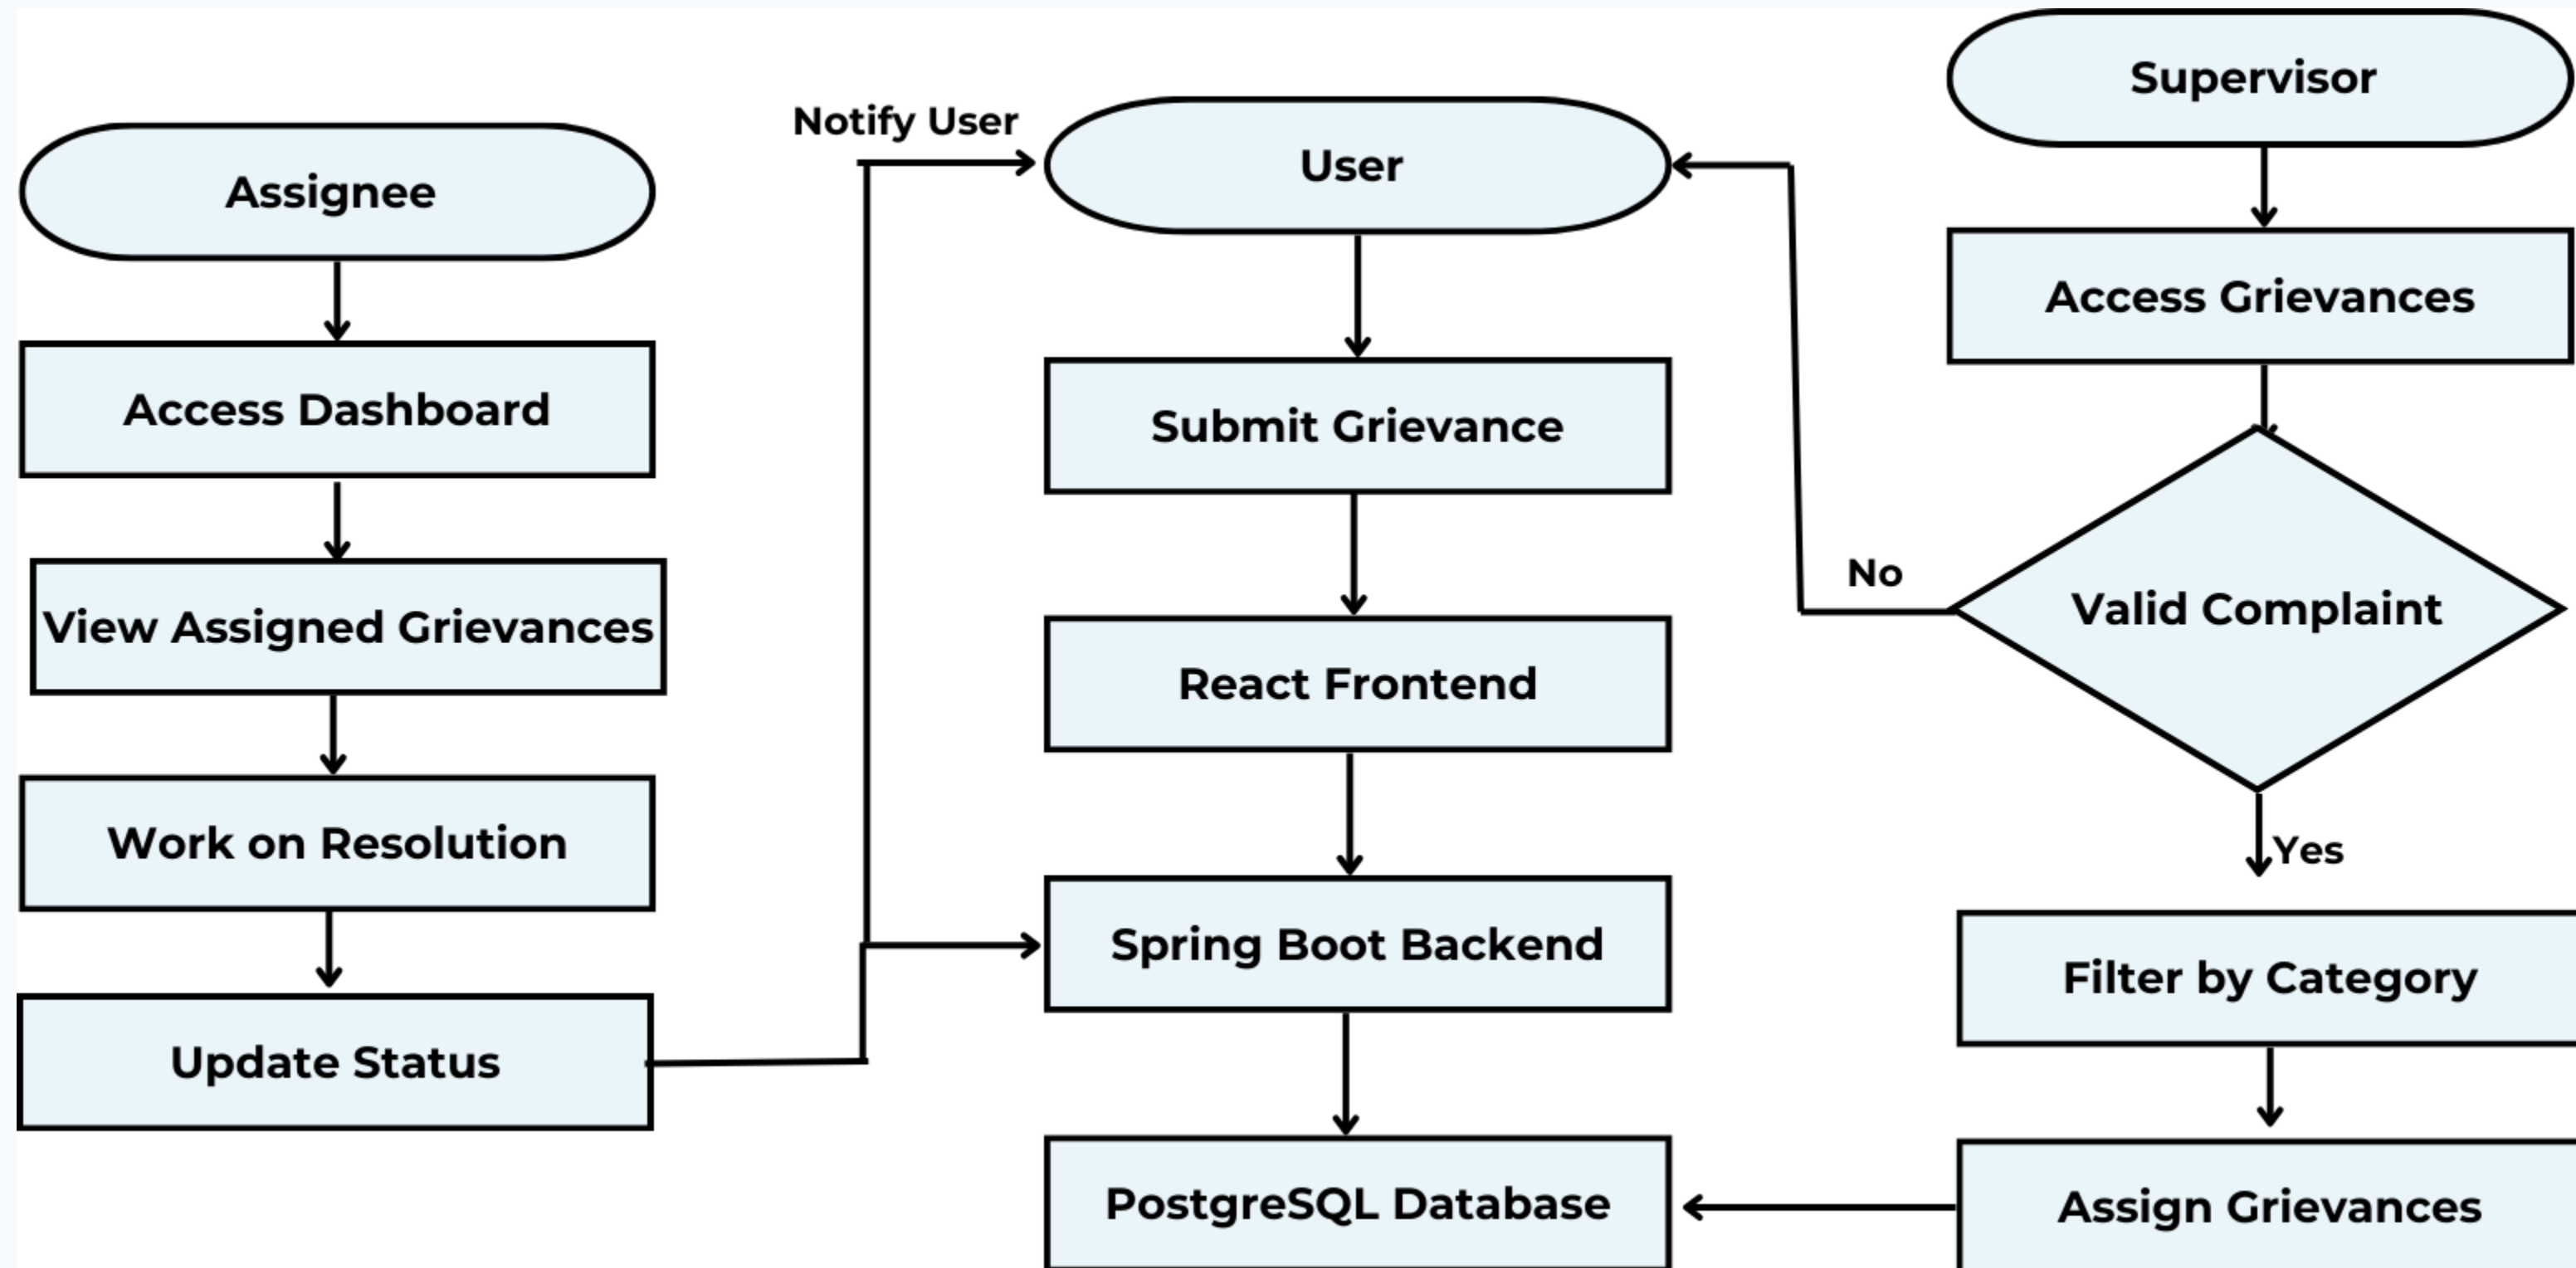 Assignee
Access Dashboard
View Assigned Grievances
Work on Resolution
Update Status
Notify User
User
Submit Grievance
React Frontend
Spring Boot Backend
PostgreSQL Database
Supervisor
Access Grievances
Valid Complaint
No
Yes
Filter by Category
Assign Grievances